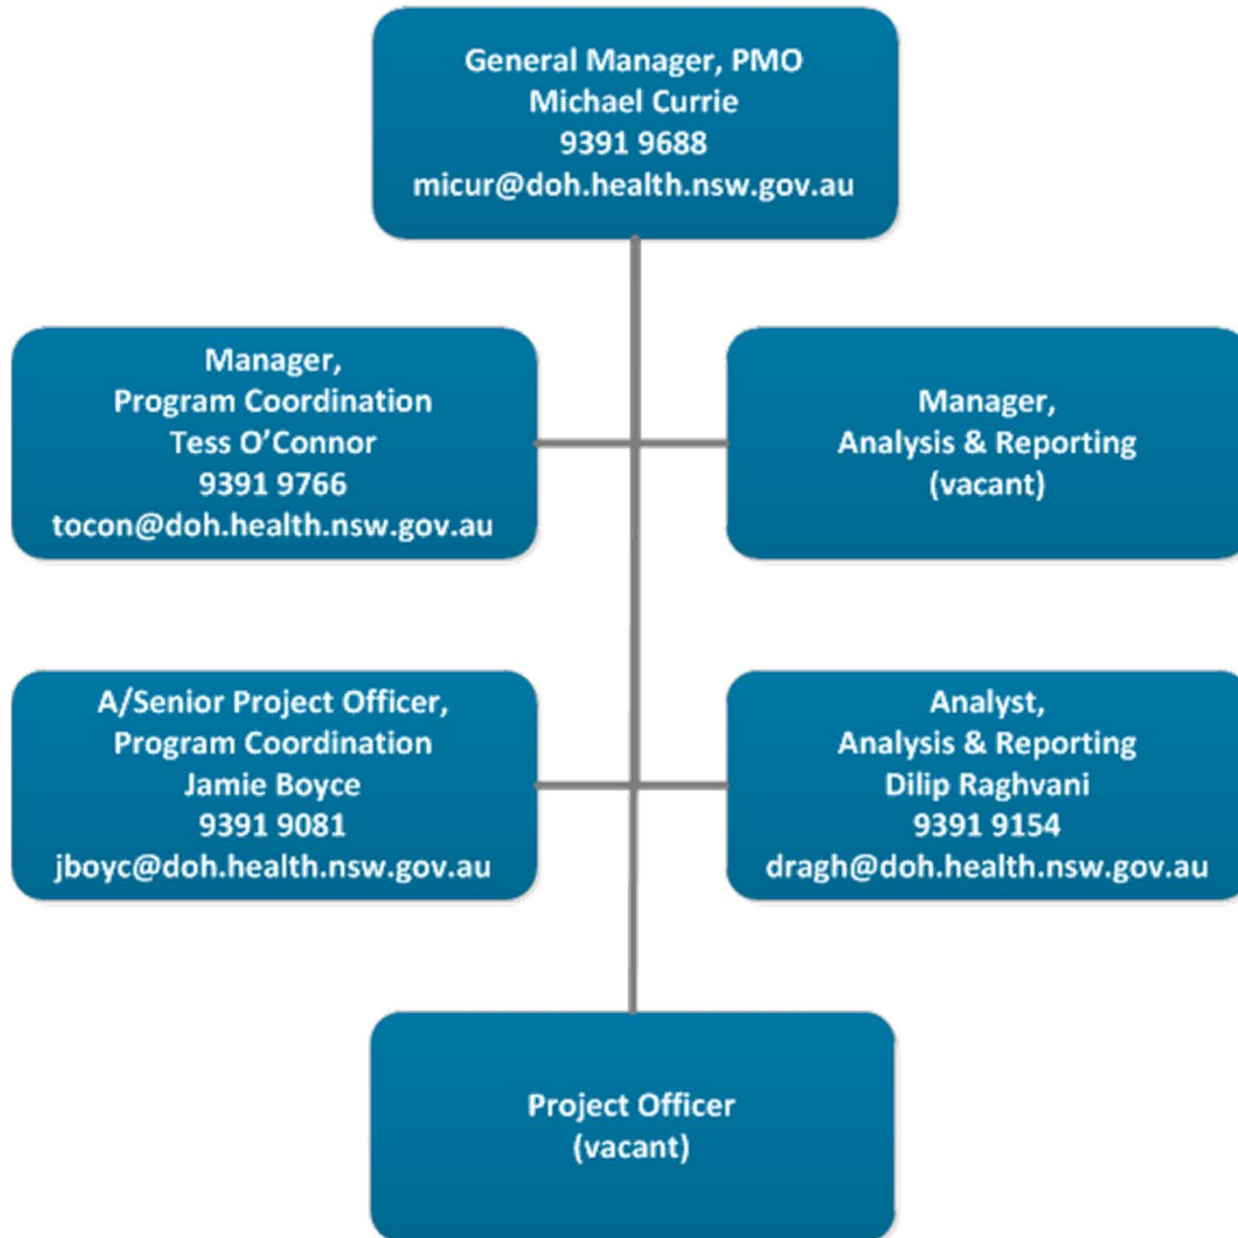 General Manager, PMO
Michael Currie
9391 9688
micur@doh.health.nsw.gov.au
Manager,
Program Coordination
Tess O’Connor
9391 9766
tocon@doh.health.nsw.gov.au
Manager,
Analysis & Reporting
(vacant)
A/Senior Project Officer,
Program Coordination
Jamie Boyce
9391 9081
jboyc@doh.health.nsw.gov.au
Analyst,
Analysis & Reporting
Dilip Raghvani
9391 9154
dragh@doh.health.nsw.gov.au
Project Officer
(vacant)